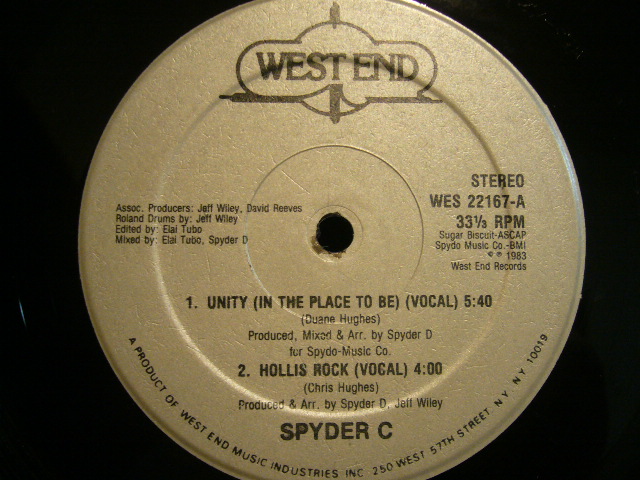 WEST END
STEREO
WES 22167-A
33⅓ RPM
Sugar Biscuit-ASCAP
Spydo Music Co.-BMI
℗ © 1983
West End Records
Assoc. Producers: Jeff Wiley, David Reeves
Roland Drums by: Jeff Wiley
Edited by: Elai Tubo
Mixed by: Elai Tubo, Spyder D
1. UNITY (IN THE PLACE TO BE) (VOCAL) 5:40
(Duane Hughes)
Produced, Mixed & Arr. by Spyder D
for Spydo-Music Co.
2. HOLLIS ROCK (VOCAL) 4:00
(Chris Hughes)
Produced & Arr. by Spyder D, Jeff Wiley
SPYDER C
A PRODUCT OF WEST END MUSIC INDUSTRIES INC 250 WEST 57TH STREET NY NY 10019